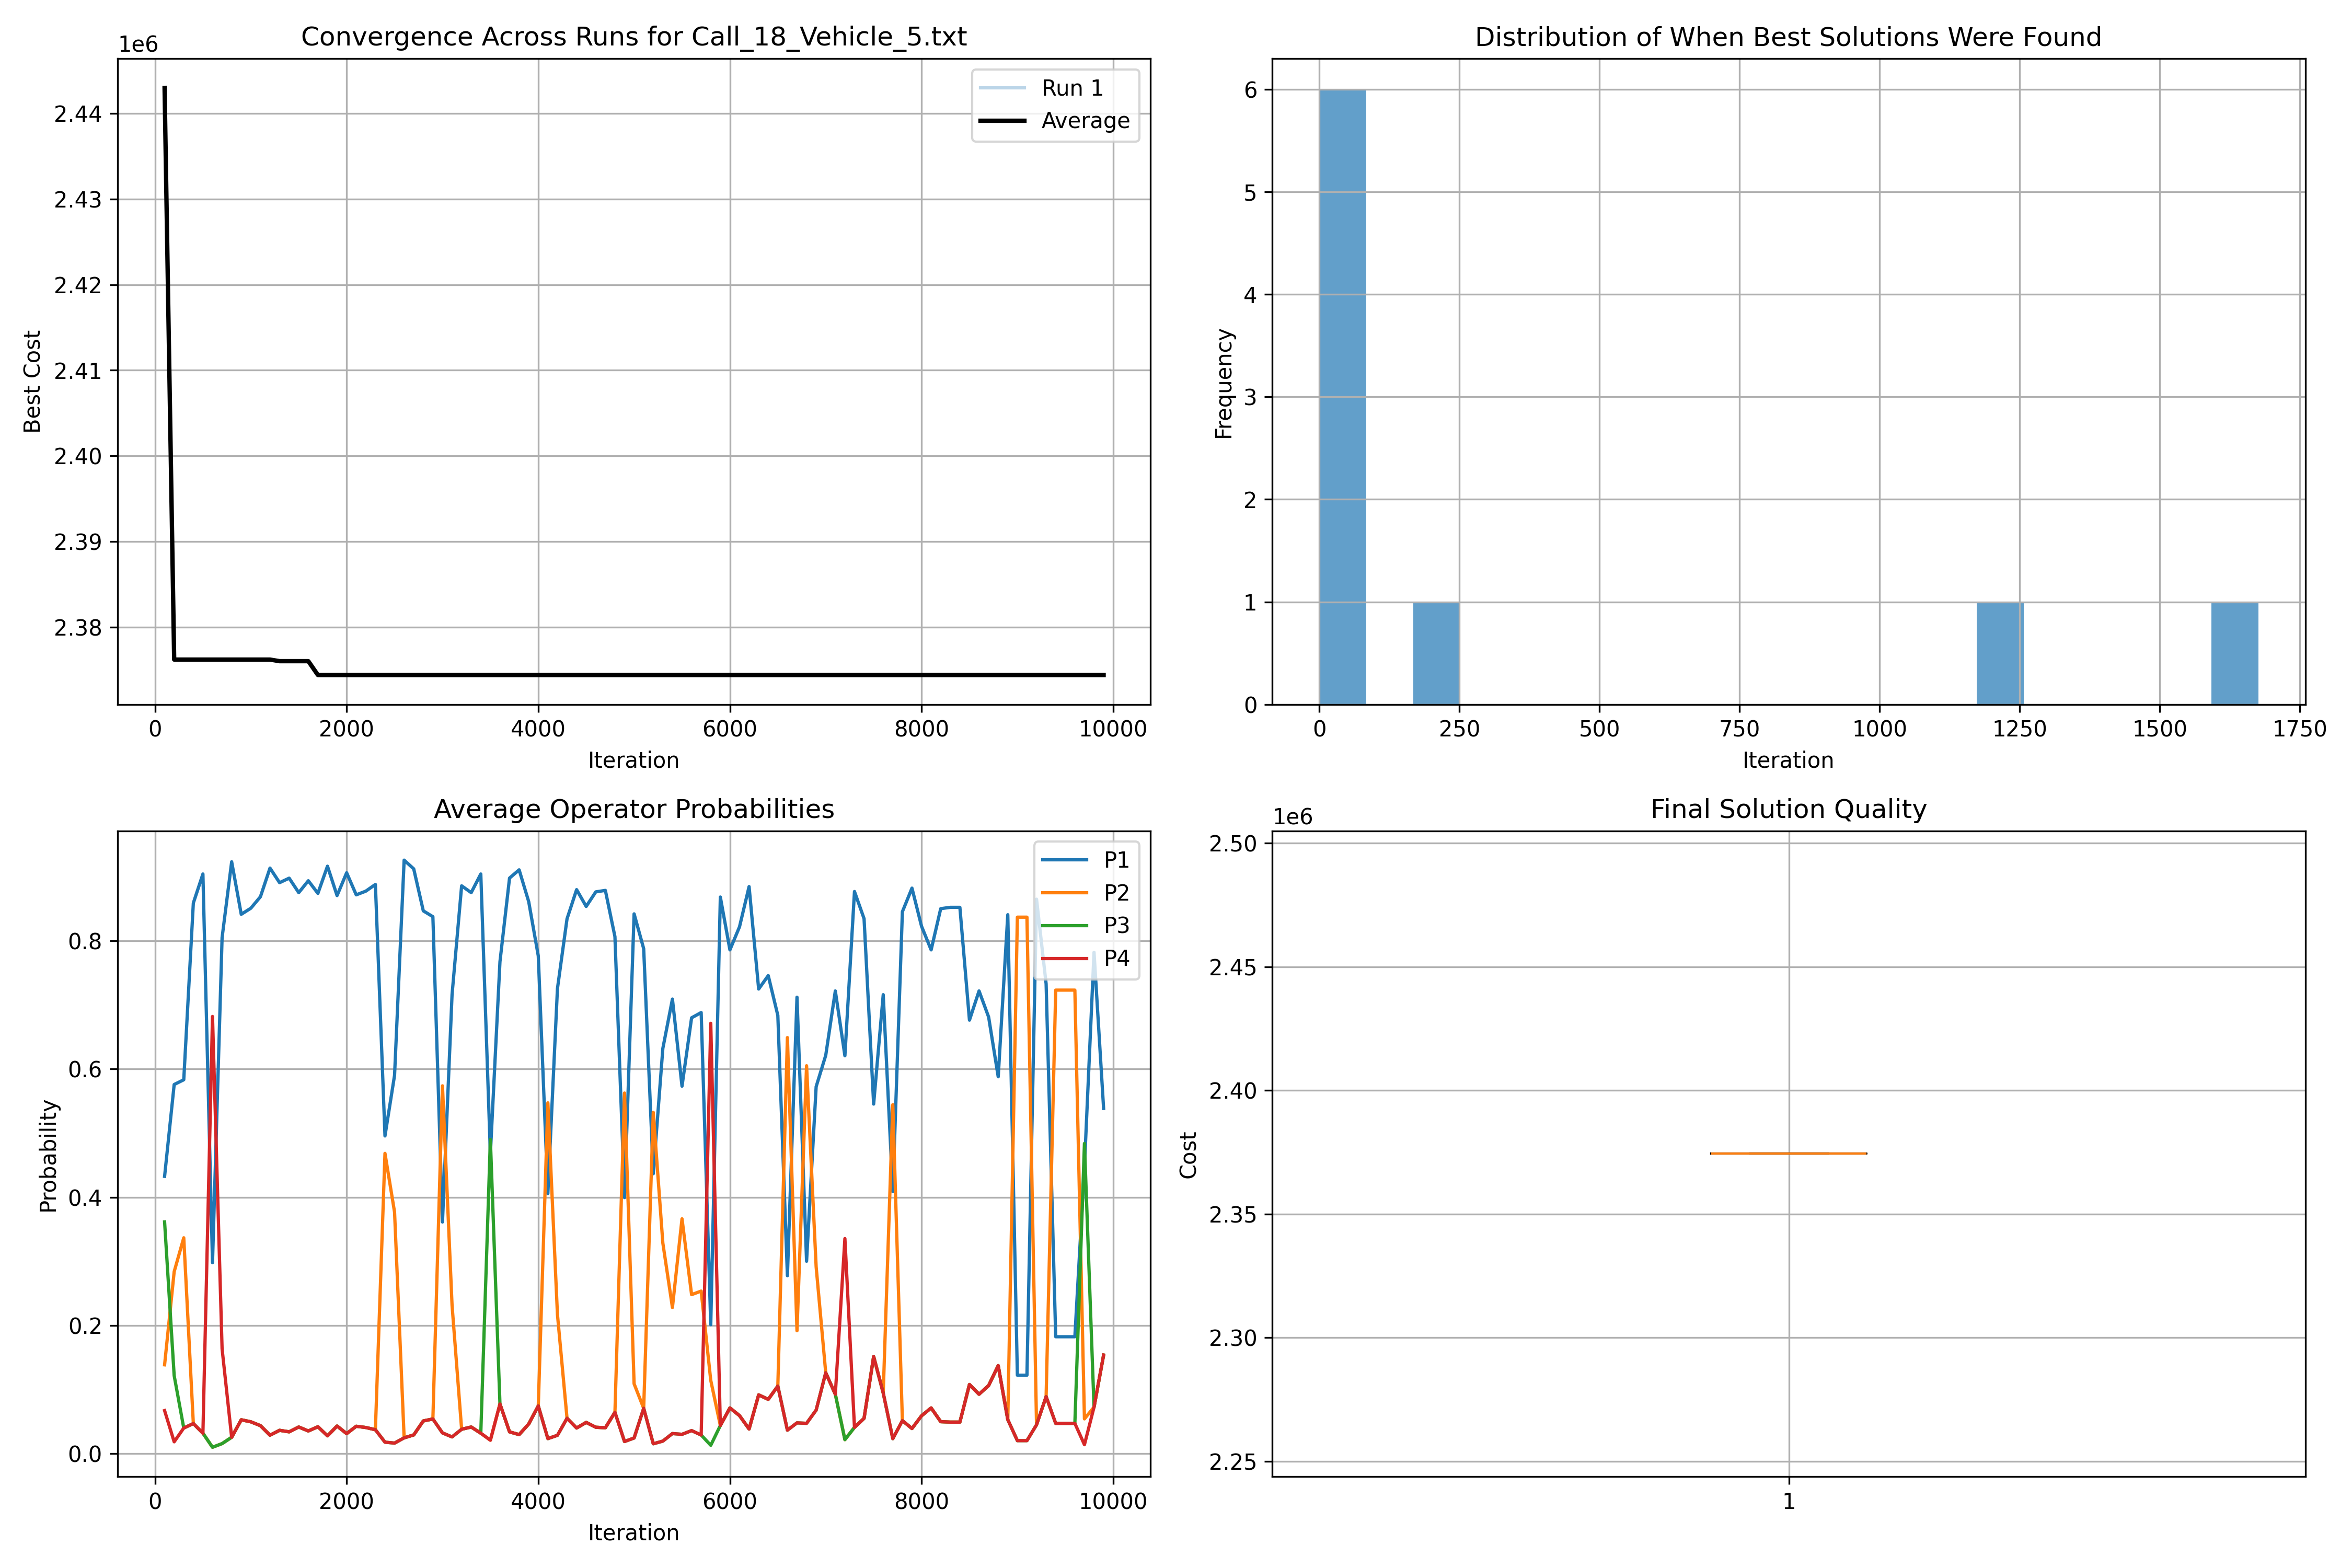 Convergence Across Runs for Call_18_Vehicle_5.txt
1e6
2.44
2.43
2.42
2.41
2.40
2.39
2.38
Best Cost
Run 1
Average
0 2000 4000 6000 8000 10000
Iteration
Distribution of When Best Solutions Were Found
6
5
4
3
2
1
0
Frequency
0 250 500 750 1000 1250 1500 1750
Iteration
Average Operator Probabilities
0.8
0.6
0.4
0.2
0.0
Probability
P1
P2
P3
P4
0 2000 4000 6000 8000 10000
Iteration
Final Solution Quality
1e6
2.50
2.45
2.40
2.35
2.30
2.25
Cost
1